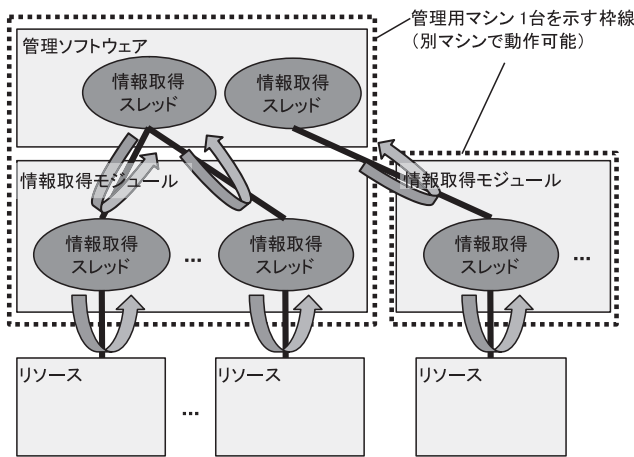 管理用マシン1台を示す枠線
(別マシンで動作可能)
管理ソフトウェア
情報取得
スレッド
情報取得
スレッド
情報取得モジュール
情報取得
スレッド
...
情報取得
スレッド
情報取得モジュール
情報取得
スレッド
...
リソース
...
リソース
リソース